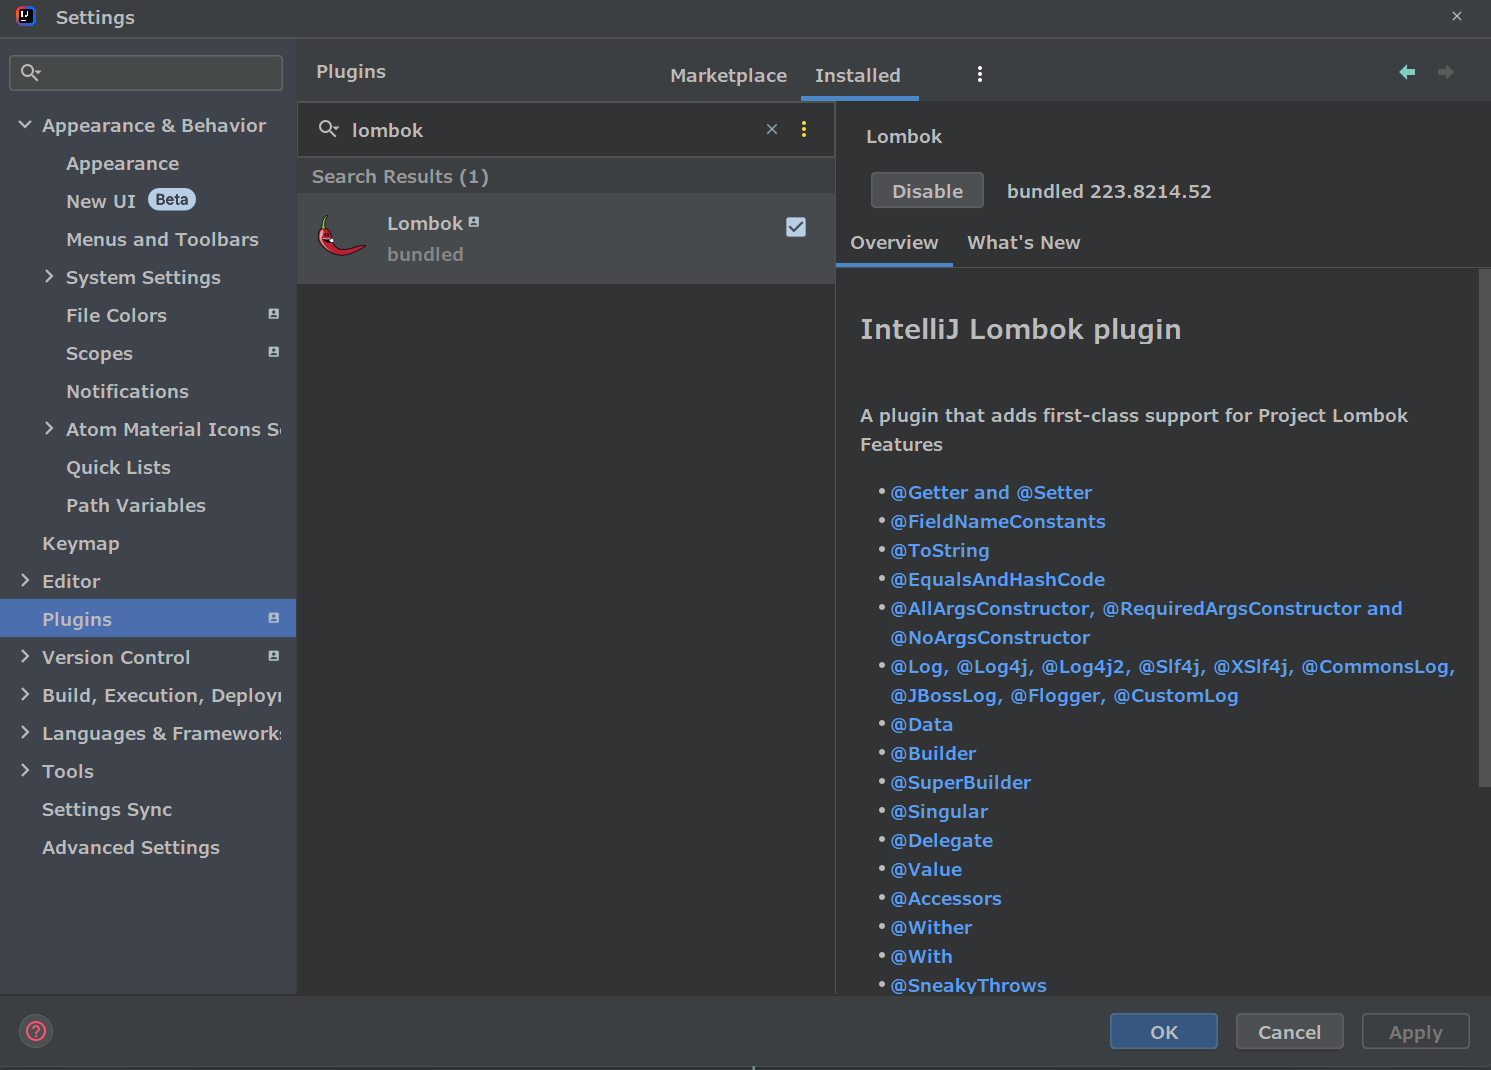 Settings
Appearance & Behavior
Appearance
New UI Beta
Menus and Toolbars
System Settings
File Colors
Scopes
Notifications
Atom Material Icons S
Quick Lists
Path Variables
Keymap
Editor
Plugins
Version Control
Build, Execution, Deploy
Languages & Frameworks
Tools
Settings Sync
Advanced Settings
Plugins
Marketplace Installed
lombok
Search Results (1)
Lombok
bundled
Lombok
Disable bundled 223.8214.52
Overview What's New
IntelliJ Lombok plugin
A plugin that adds first-class support for Project Lombok
Features
• @Getter and @Setter
• @FieldNameConstants
• @ToString
• @EqualsAndHashCode
• @AllArgsConstructor, @RequiredArgsConstructor and
@NoArgsConstructor
• @Log, @Log4j, @Log4j2, @Slf4j, @XSlf4j, @CommonsLog,
@JBossLog, @Flogger, @CustomLog
• @Data
• @Builder
• @SuperBuilder
• @Singular
• @Delegate
• @Value
• @Accessors
• @Wither
• @With
• @SneakyThrows
OK Cancel Apply